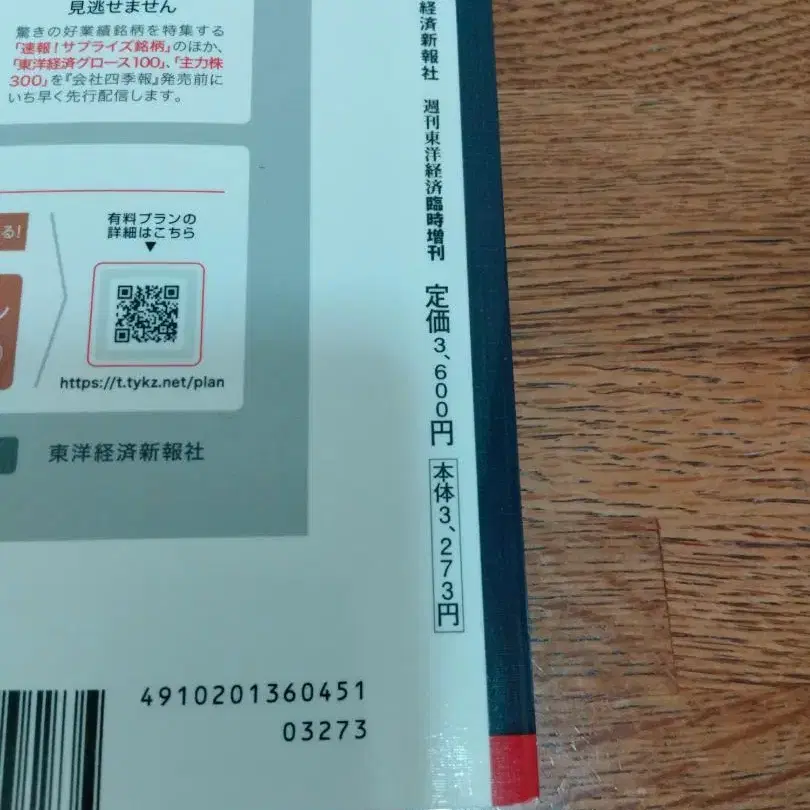 見逃せません
驚きの好業績銘柄を特集する
「速報！サプライズ銘柄」のほか、
「東洋経済グロース100」、「主力株
300」を『会社四季報』発売前に
いち早く先行配信します。
る!
有料プランの
詳細はこちら
https://t.tykz.net/plan
東洋経済新報社
経済新報社 週刊東洋経済臨時増刊 定価3,600円 本体3,273円
4910201360451
03273